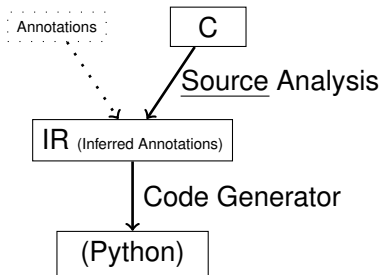 Annotations
C
Source Analysis
IR (Inferred Annotations)
Code Generator
(Python)